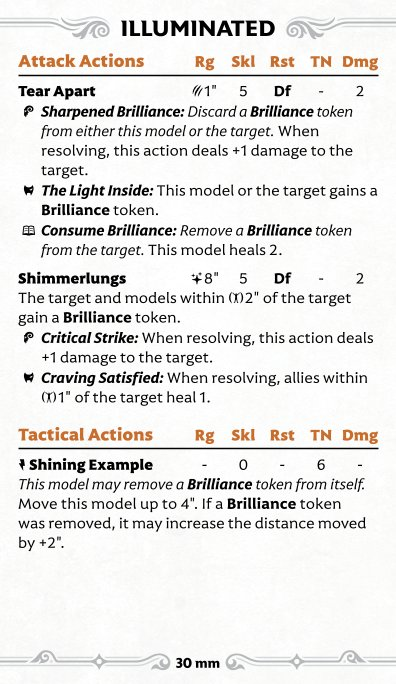 ILLUMINATED
Attack Actions Rg Skl Rst TN Dmg
Tear Apart 1" 5 Df - 2
Sharpened Brilliance: Discard a Brilliance token
from either this model or the target. When
resolving, this action deals +1 damage to the
target.
The Light Inside: This model or the target gains a
Brilliance token.
Consume Brilliance: Remove a Brilliance token
from the target. This model heals 2.
Shimmerlungs 8" 5 Df - 2
The target and models within 2" of the target
gain a Brilliance token.
Critical Strike: When resolving, this action deals
+1 damage to the target.
Craving Satisfied: When resolving, allies within
1" of the target heal 1.
Tactical Actions Rg Skl Rst TN Dmg
Shining Example - 0 - 6 -
This model may remove a Brilliance token from itself.
Move this model up to 4". If a Brilliance token
was removed, it may increase the distance moved
by +2".
30 mm